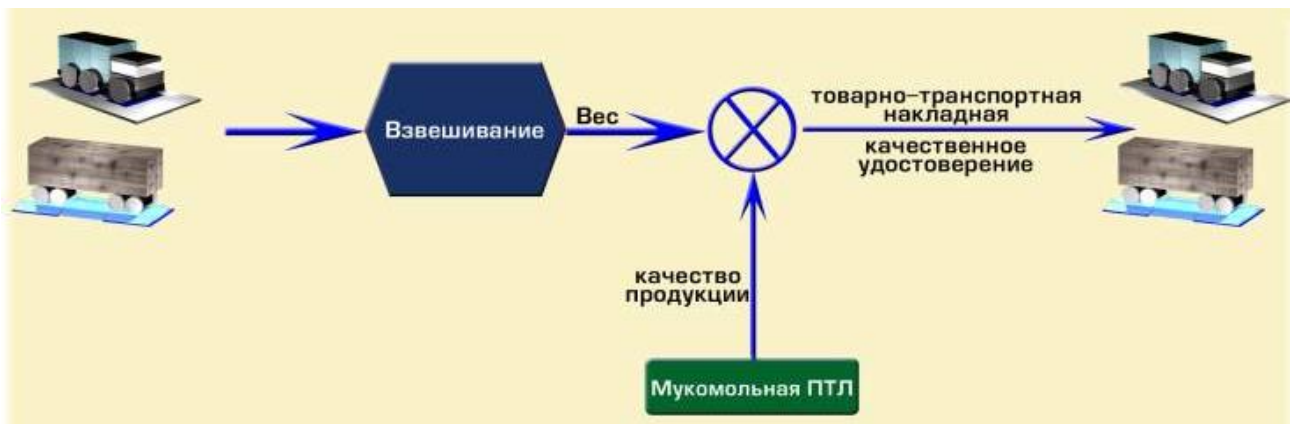 Взвешивание
Вес
товарно-транспортная
накладная
качественное
удостоверение
качество
продукции
Мукомольная ПТЛ